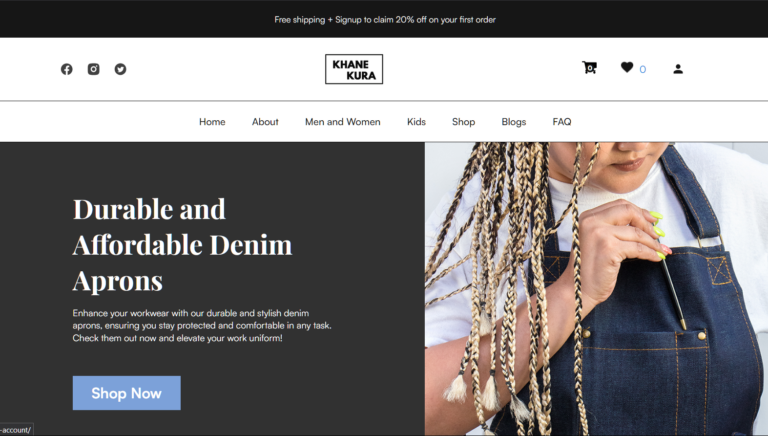 Free shipping + Signup to claim 20% off on your first order
KHANE
KURA
0
0
Home About Men and Women Kids Shop Blogs FAQ
Durable and
Affordable Denim
Aprons
Enhance your workwear with our durable and stylish denim
aprons, ensuring you stay protected and comfortable in any task.
Check them out now and elevate your work uniform!
Shop Now
-account/